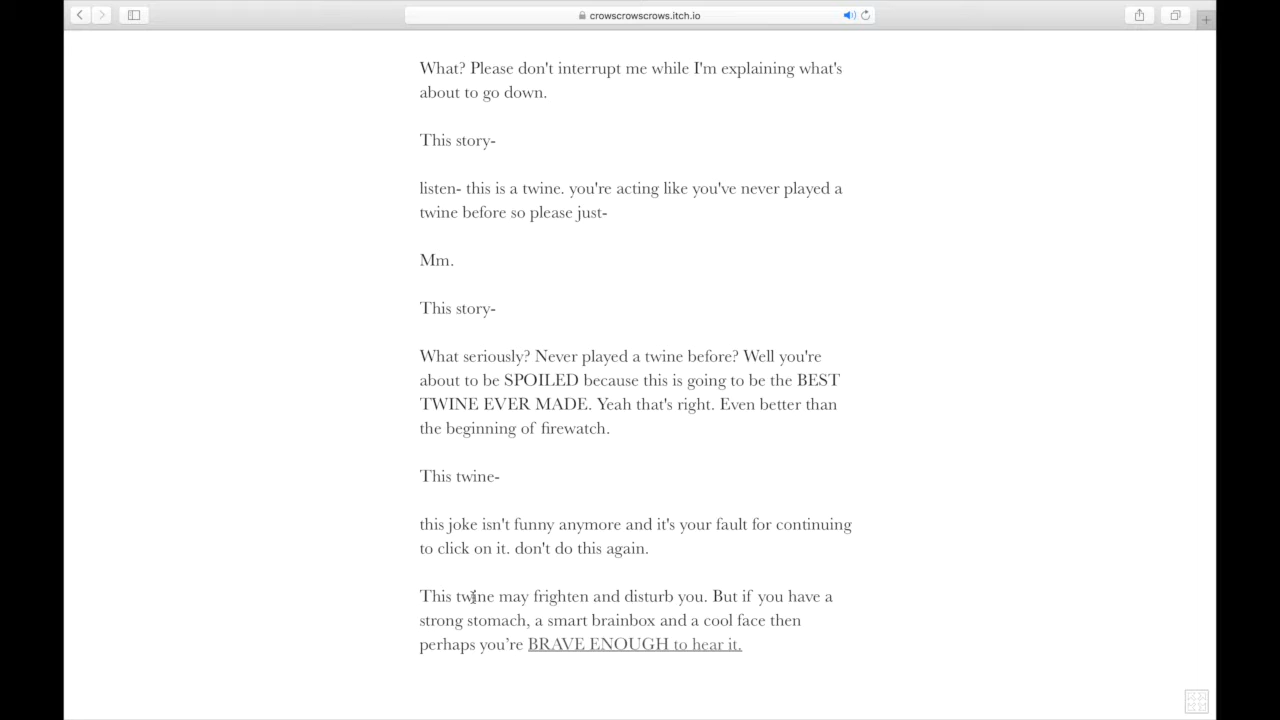 crowscrowscrows.itch.io
What? Please don't interrupt me while I'm explaining what's
about to go down.
This story-
listen- this is a twine. you're acting like you've never played a
twine before so please just-
Mm.
This story-
What seriously? Never played a twine before? Well you're
about to be SPOILED because this is going to be the BEST
TWINE EVER MADE. Yeah that's right. Even better than
the beginning of firewatch.
This twine-
this joke isn't funny anymore and it's your fault for continuing
to click on it. don't do this again.
This twine may frighten and disturb you. But if you have a
strong stomach, a smart brainbox and a cool face then
perhaps you’re BRAVE ENOUGH to hear it.